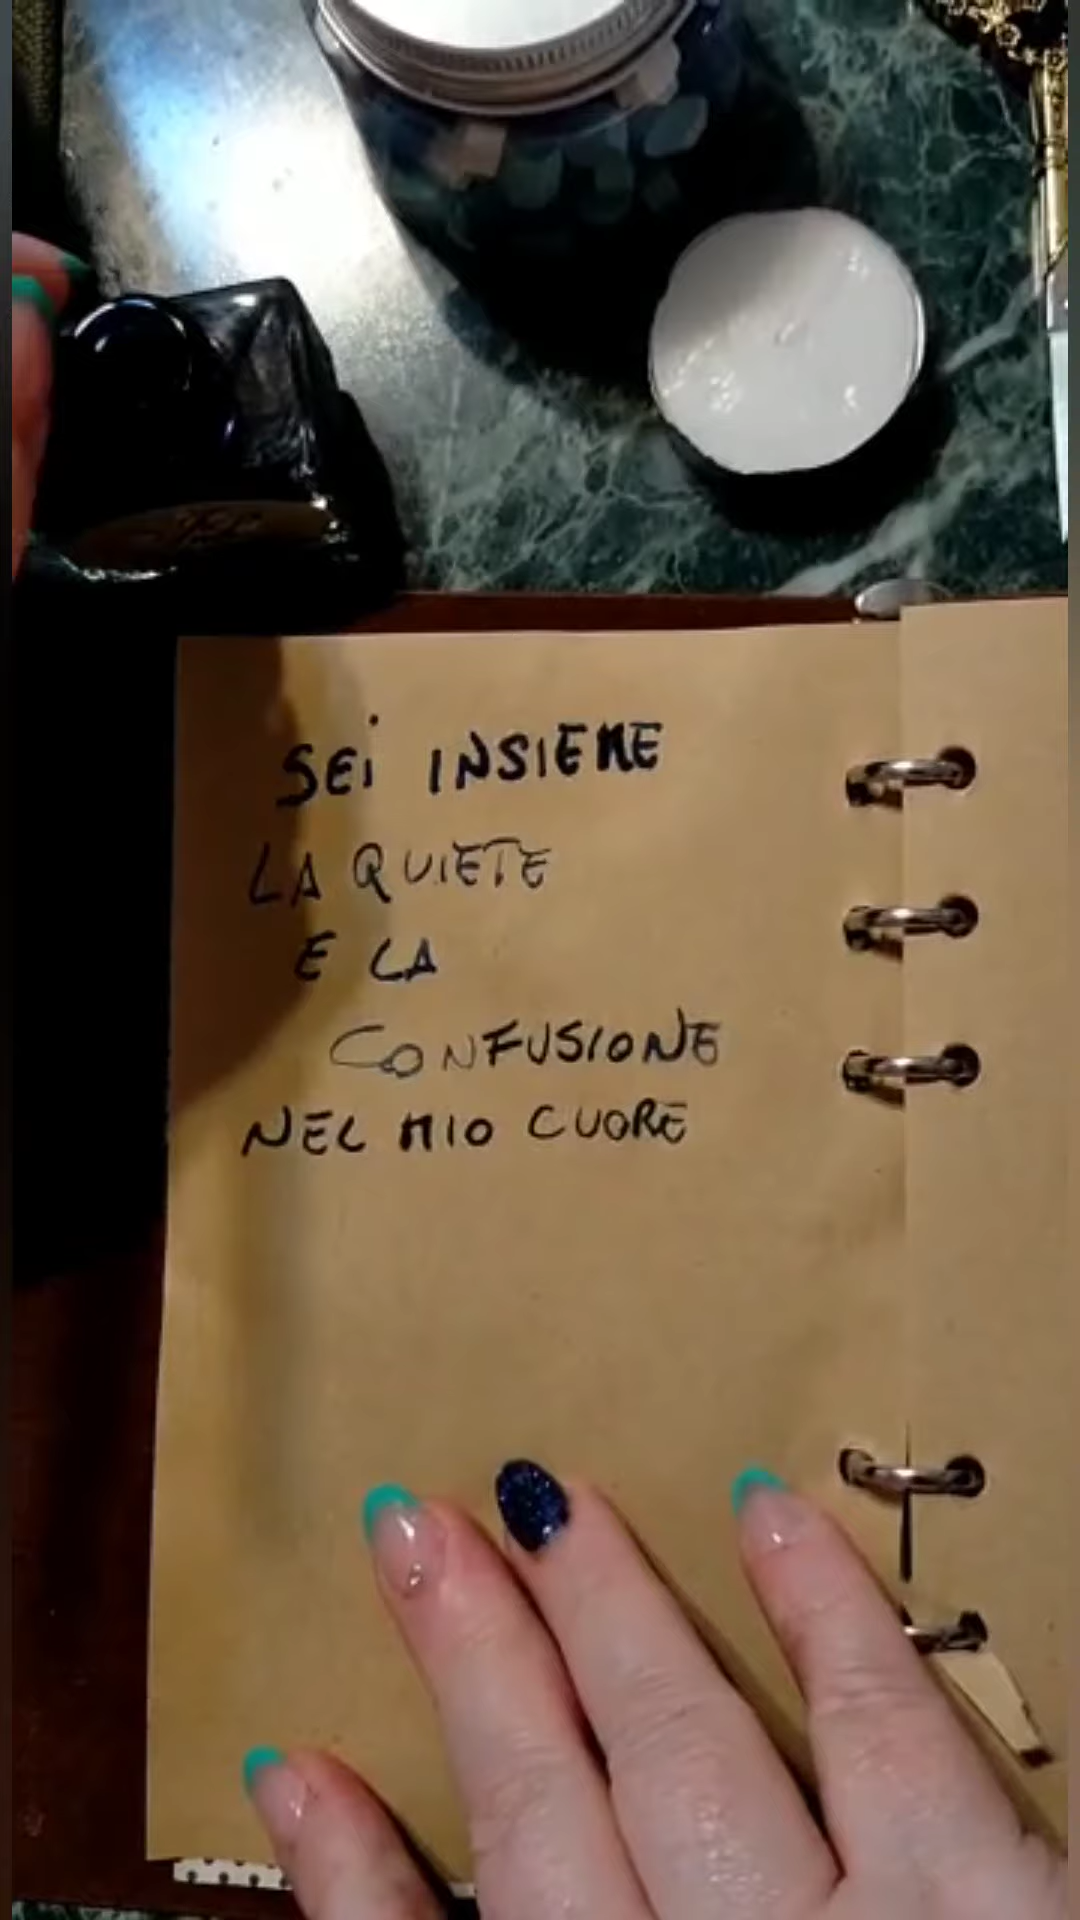 SEi INSIEME
LA QUIETE
E LA
CONFUSIONE
NEL MIO CUORE